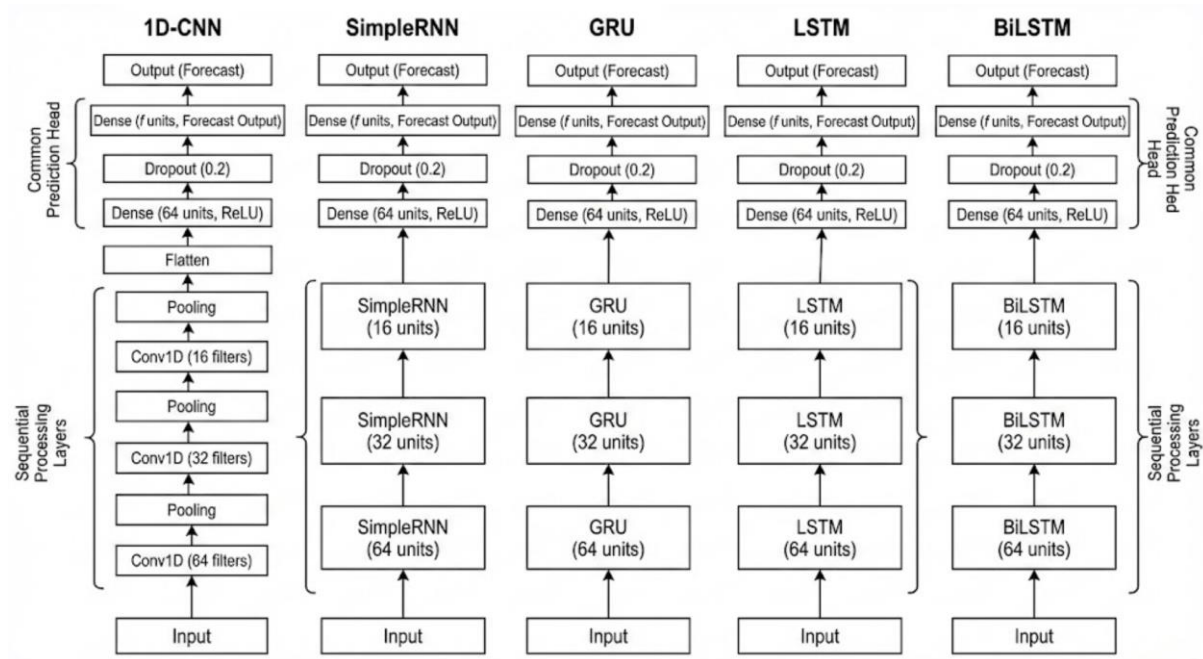 1D-CNN
Output (Forecast)
Dense (f units, Forecast Output)
Dropout (0.2)
Dense (64 units, ReLU)
Flatten
Pooling
Conv1D (16 filters)
Pooling
Conv1D (32 filters)
Pooling
Conv1D (64 filters)
Input
Common
Prediction Head
Sequential
Processing
Layers
SimpleRNN
Output (Forecast)
Dense (f units, Forecast Output)
Dropout (0.2)
Dense (64 units, ReLU)
SimpleRNN
(16 units)
SimpleRNN
(32 units)
SimpleRNN
(64 units)
Input
GRU
Output (Forecast)
Dense (f units, Forecast Output)
Dropout (0.2)
Dense (64 units, ReLU)
GRU
(16 units)
GRU
(32 units)
GRU
(64 units)
Input
LSTM
Output (Forecast)
Dense (f units, Forecast Output)
Dropout (0.2)
Dense (64 units, ReLU)
LSTM
(16 units)
LSTM
(32 units)
LSTM
(64 units)
Input
BiLSTM
Output (Forecast)
Dense (f units, Forecast Output)
Dropout (0.2)
Dense (64 units, ReLU)
BiLSTM
(16 units)
BiLSTM
(32 units)
BiLSTM
(64 units)
Input
Common
Prediction Hed
Head
Sequential
Processing
Layers